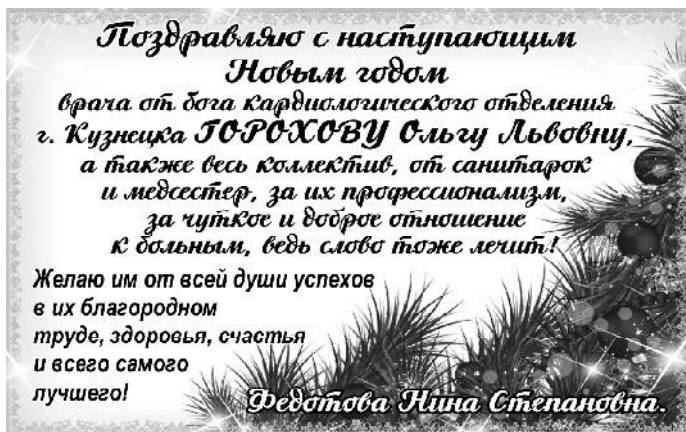 Поздравляю с наступающим
Новым годом
врача от бога кардиологического отделения
г. Кузнецка ГОРОХОВУ Ольгу Львовну,
а также весь коллектив, от санитарок
и медсестер, за их профессионализм,
за чуткое и доброе отношение
к больным, ведь слово тоже лечит!
Желаю им от всей души успехов
в их благородном
труде, здоровья, счастья
и всего самого
лучшего!
Федотова Нина Степановна.